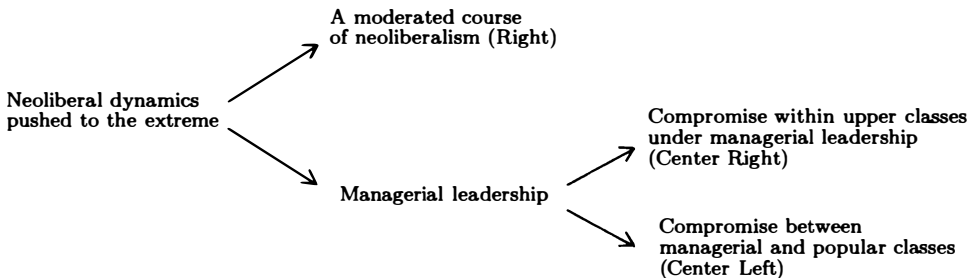 A moderated course
of neoliberalism (Right)
Neoliberal dynamics
pushed to the extreme
Compromise within upper classes
under managerial leadership
(Center Right)
Managerial leadership
Compromise between
managerial and popular classes
(Center Left)